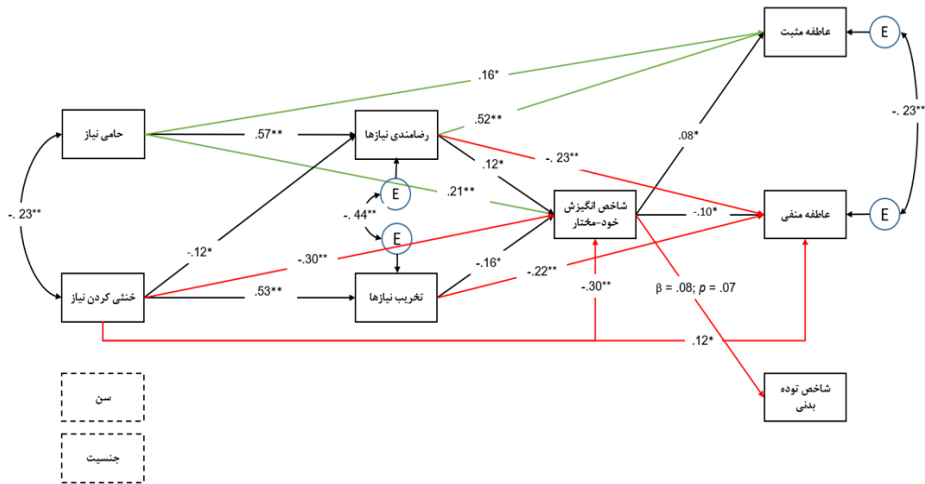 عاطفه مثبت
E
.16*
-. 23**
حامی نیاز
.57**
رضامندی نیازها
.52**
.08*
.12*
-. 23**
.21**
E
-. 23**
-. 44**
شاخص انگیزش
خود-مختار
-.10*
عاطفه منفی
E
E
-.12*
-.30**
-.16*
-.22**
-.30**
خنثی کردن نیاز
.53**
تخریب نیازها
β = .08; p = .07
.12*
سن
شاخص توده
بدنی
جنسیت